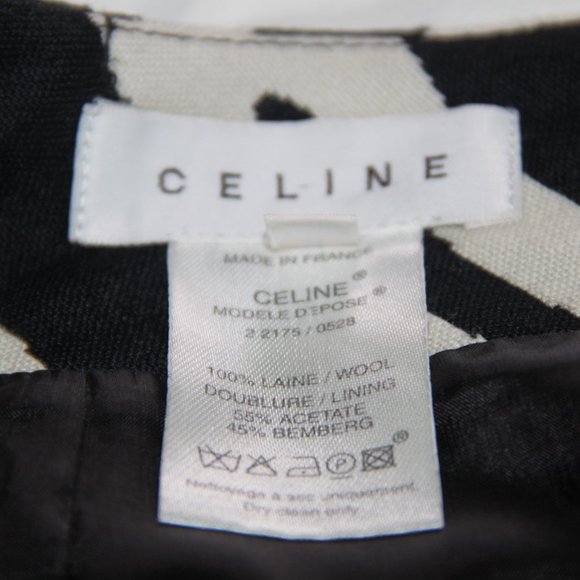 CELINE
MADE IN FRANCE
CELINE®
MODELE DEPOSE®
2 2175 / 0528
100% LAINE / WOOL
DOUBLURE / LINING
55% ACETATE
45% BEMBERG®
P
Nettoyage a sec uniquement
Dry clean only